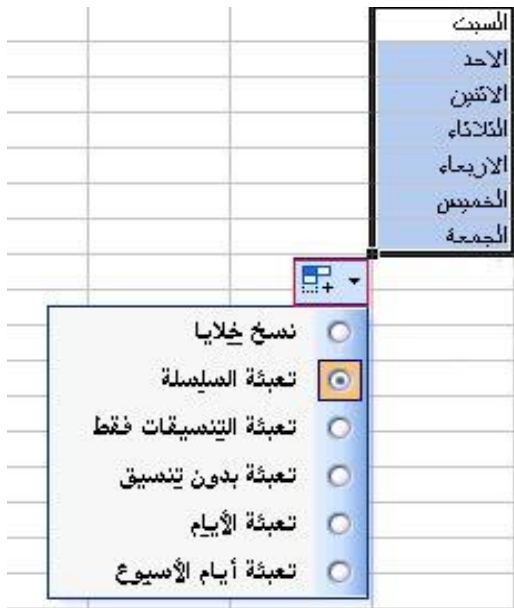 السبت
الاحد
الاثنين
الثلاثاء
الاربعاء
الخميس
الجمعة
نسخ خلايا
تعبئة السلسلة
تعبئة التنسيقات فقط
تعبئة بدون تنسيق
تعبئة الأيام
تعبئة أيام الأسبوع